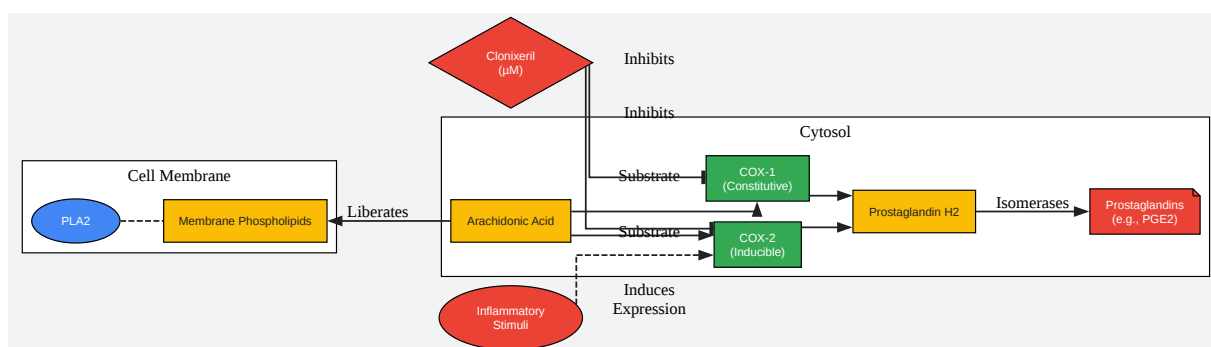 Clonixeril
(µM)
Inhibits
Inhibits
Cytosol
Cell Membrane
PLA2
Membrane Phospholipids
Liberates
Arachidonic Acid
Substrate
Substrate
COX-1
(Constitutive)
COX-2
(Inducible)
Prostaglandin H2
Isomerases
Prostaglandins
(e.g., PGE2)
Inflammatory
Stimuli
Induces
Expression